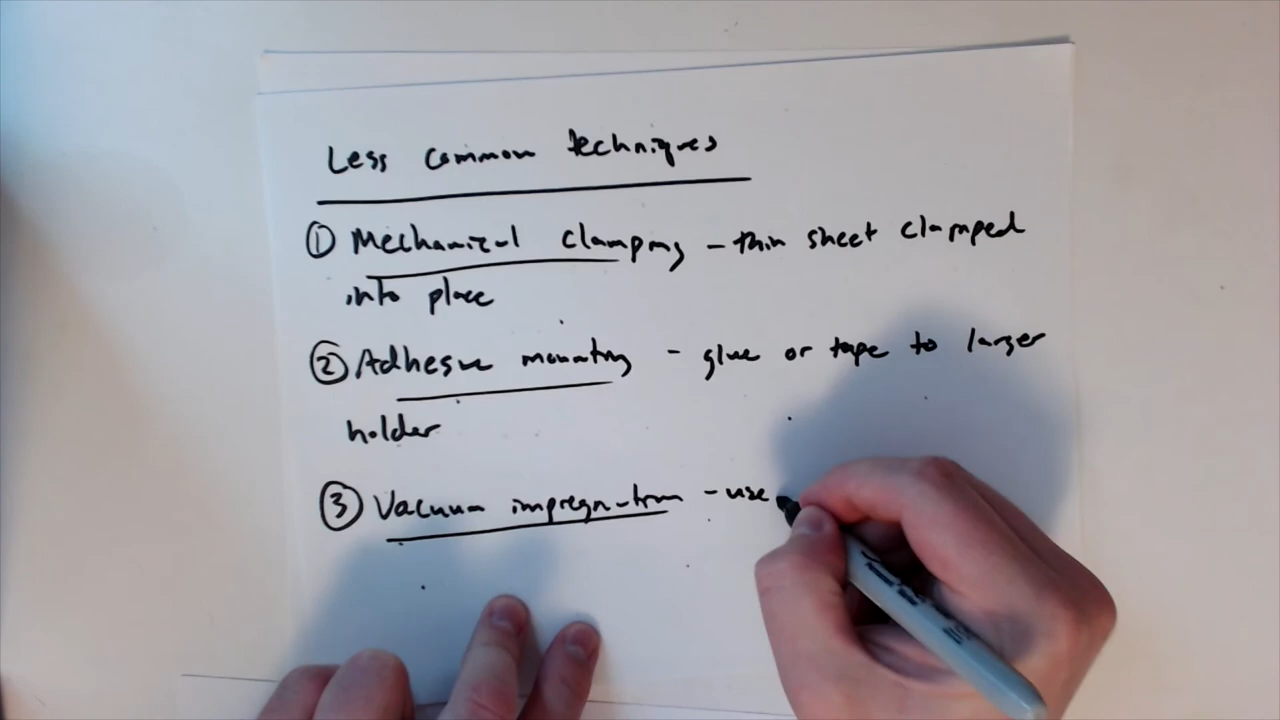 Less common techniques
① Mechanical clamping - thin sheet clamped
into place
② Adhesive mounting - glue or tape to larger
holder
③ Vacuum impregnation - use